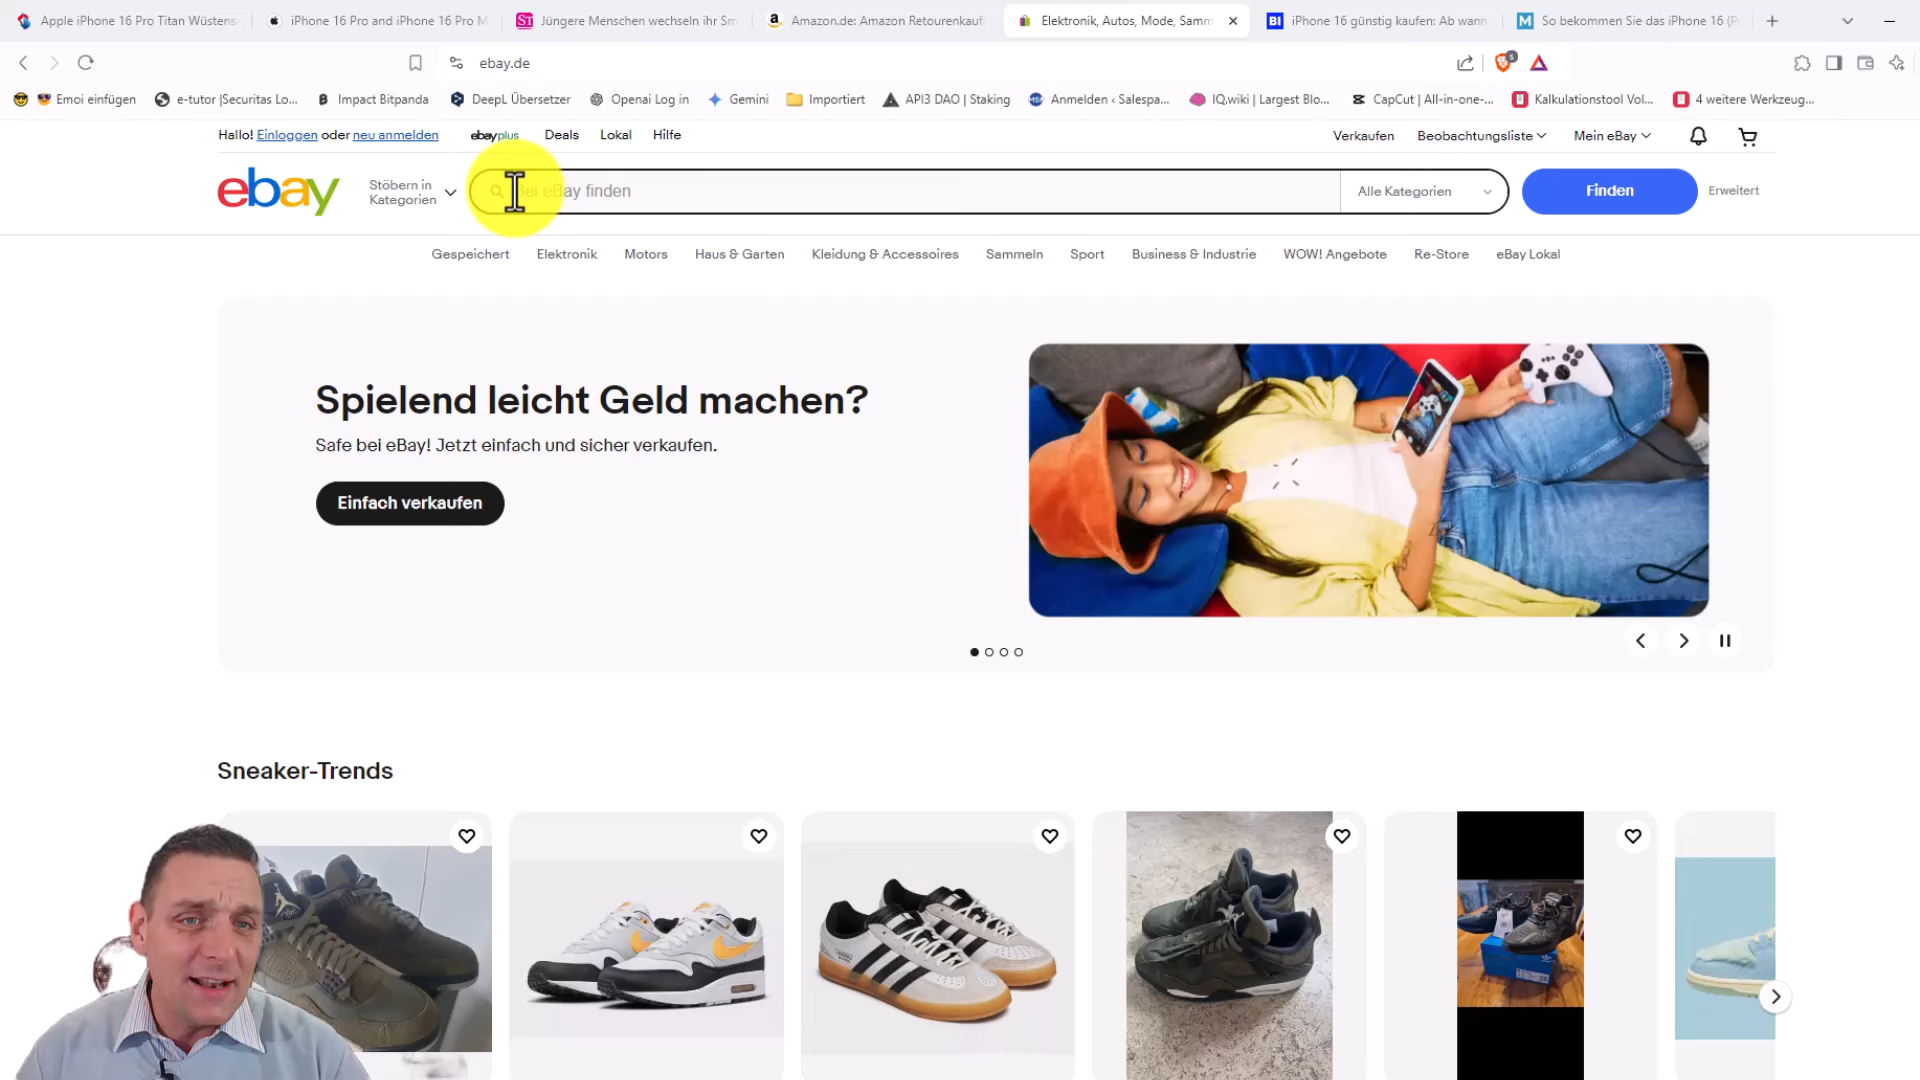 Apple iPhone 16 Pro Titan Wüstens
iPhone 16 Pro and iPhone 16 Pro M
ST Jüngere Menschen wechseln ihr Sm
Amazon.de: Amazon Retourenkauf
Elektronik, Autos, Mode, Samm
BI iPhone 16 günstig kaufen: Ab wann
M So bekommen Sie das iPhone 16 (P
ebay.de
Emoi einfügen
e-tutor |Securitas Lo...
Impact Bitpanda
DeepL Übersetzer
Openai Log in
Gemini
Importiert
API3 DAO | Staking
Anmelden ‹ Salespa...
IQ.wiki | Largest Blo...
CapCut | All-in-one-...
Kalkulationstool Vol...
4 weitere Werkzeug...
Hallo! Einloggen oder neu anmelden
ebayplus
Deals
Lokal
Hilfe
Verkaufen
Beobachtungsliste
Mein eBay
ebay
Stöbern in
Kategorien
Bei eBay finden
Alle Kategorien
Finden
Erweitert
Gespeichert
Elektronik
Motors
Haus & Garten
Kleidung & Accessoires
Sammeln
Sport
Business & Industrie
WOW! Angebote
Re-Store
eBay Lokal
Spielend leicht Geld machen?
Safe bei eBay! Jetzt einfach und sicher verkaufen.
Einfach verkaufen
Sneaker-Trends